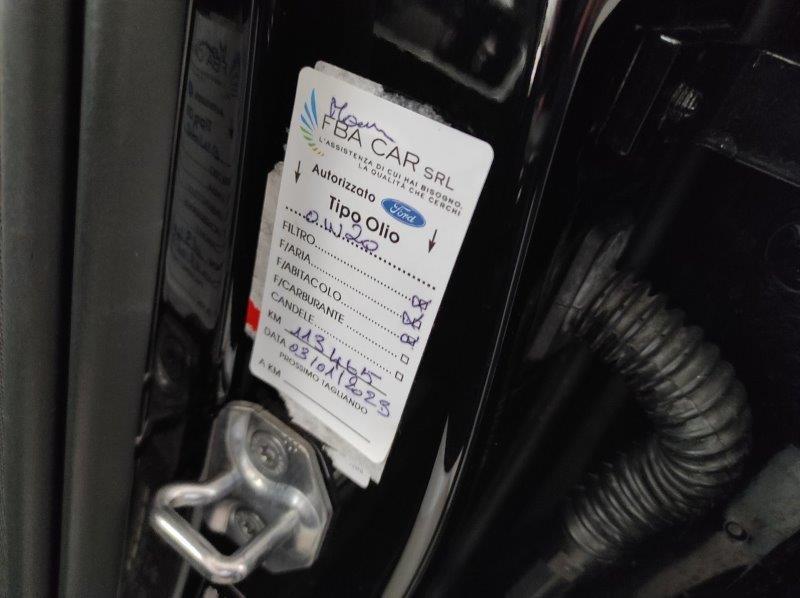 FBA CAR SRL
L'ASSISTENZA DI CUI HAI BISOGNO,
LA QUALITÀ CHE CERCHI
Autorizzato Ford
Tipo Olio
0W20
FILTRO
F/ARIA
F/ABITACOLO
F/CARBURANTE
CANDELE
KM 113465
DATA 03/01/2023
PROSSIMO TAGLIANDO
A KM